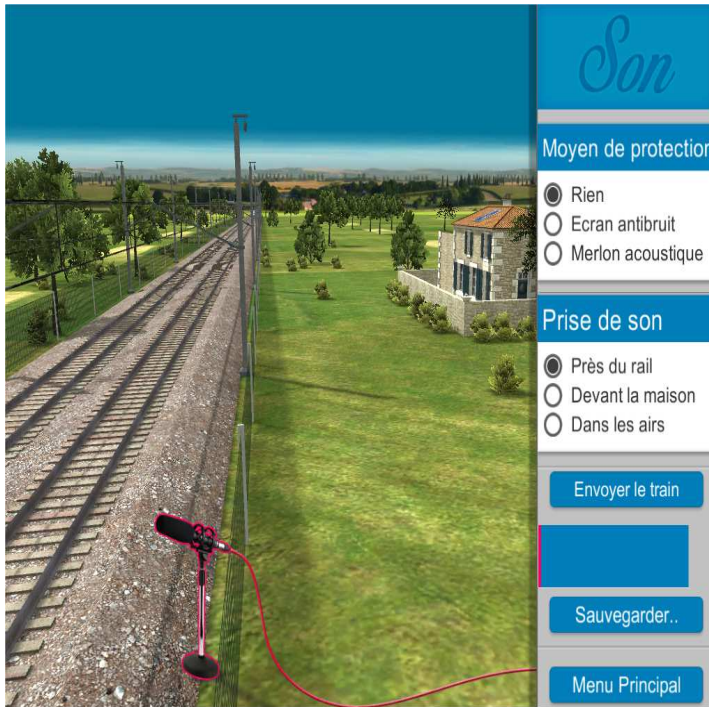 Son
Moyen de protection
Rien
Ecran antibruit
Merlon acoustique
Prise de son
Près du rail
Devant la maison
Dans les airs
Envoyer le train
Sauvegarder..
Menu Principal